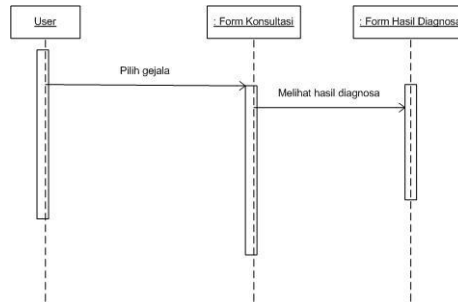 User
: Form Konsultasi
: Form Hasil Diagnosa
Pilih gejala
Melihat hasil diagnosa